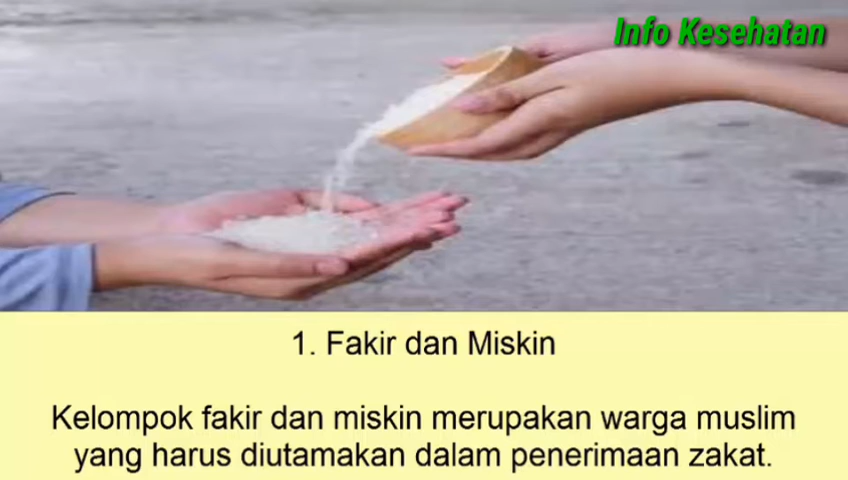 Info Kesehatan
1. Fakir dan Miskin
Kelompok fakir dan miskin merupakan warga muslim
yang harus diutamakan dalam penerimaan zakat.